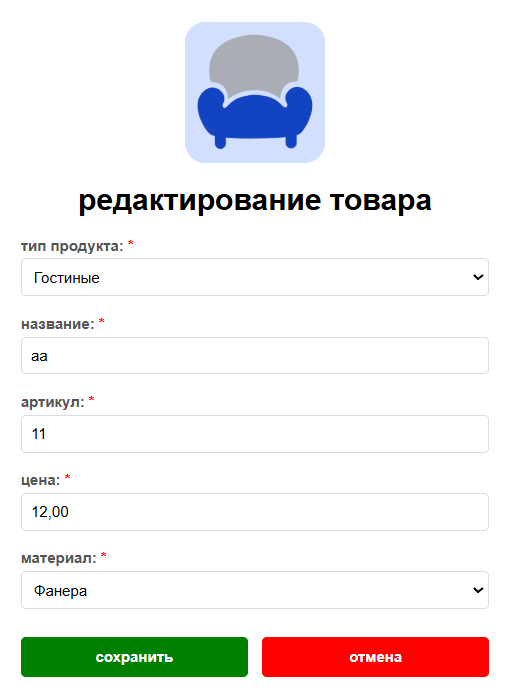 редактирование товара
тип продукта: *
Гостиные
название: *
аа
артикул: *
11
цена: *
12,00
материал: *
Фанера
сохранить отмена